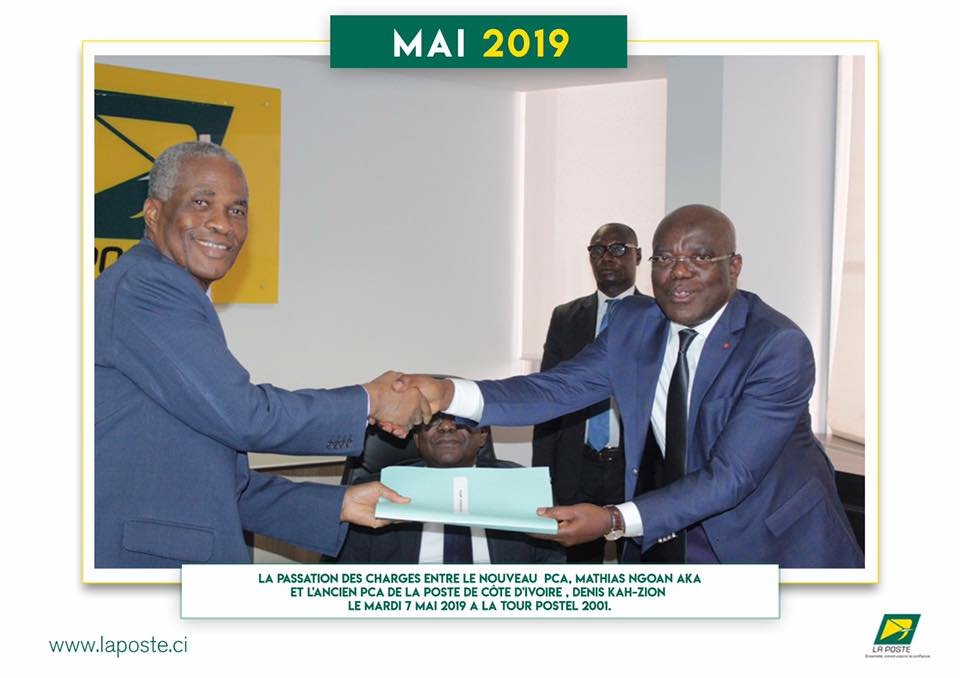 MAI 2019
LA PASSATION DES CHARGES ENTRE LE NOUVEAU PCA, MATHIAS NGOAN AKA
ET L'ANCIEN PCA DE LA POSTE DE CÔTE D'IVOIRE , DENIS KAH-ZION
LE MARDI 7 MAI 2019 A LA TOUR POSTEL 2001.
www.laposte.ci
LA POSTE
Ensemble, construisons la confiance